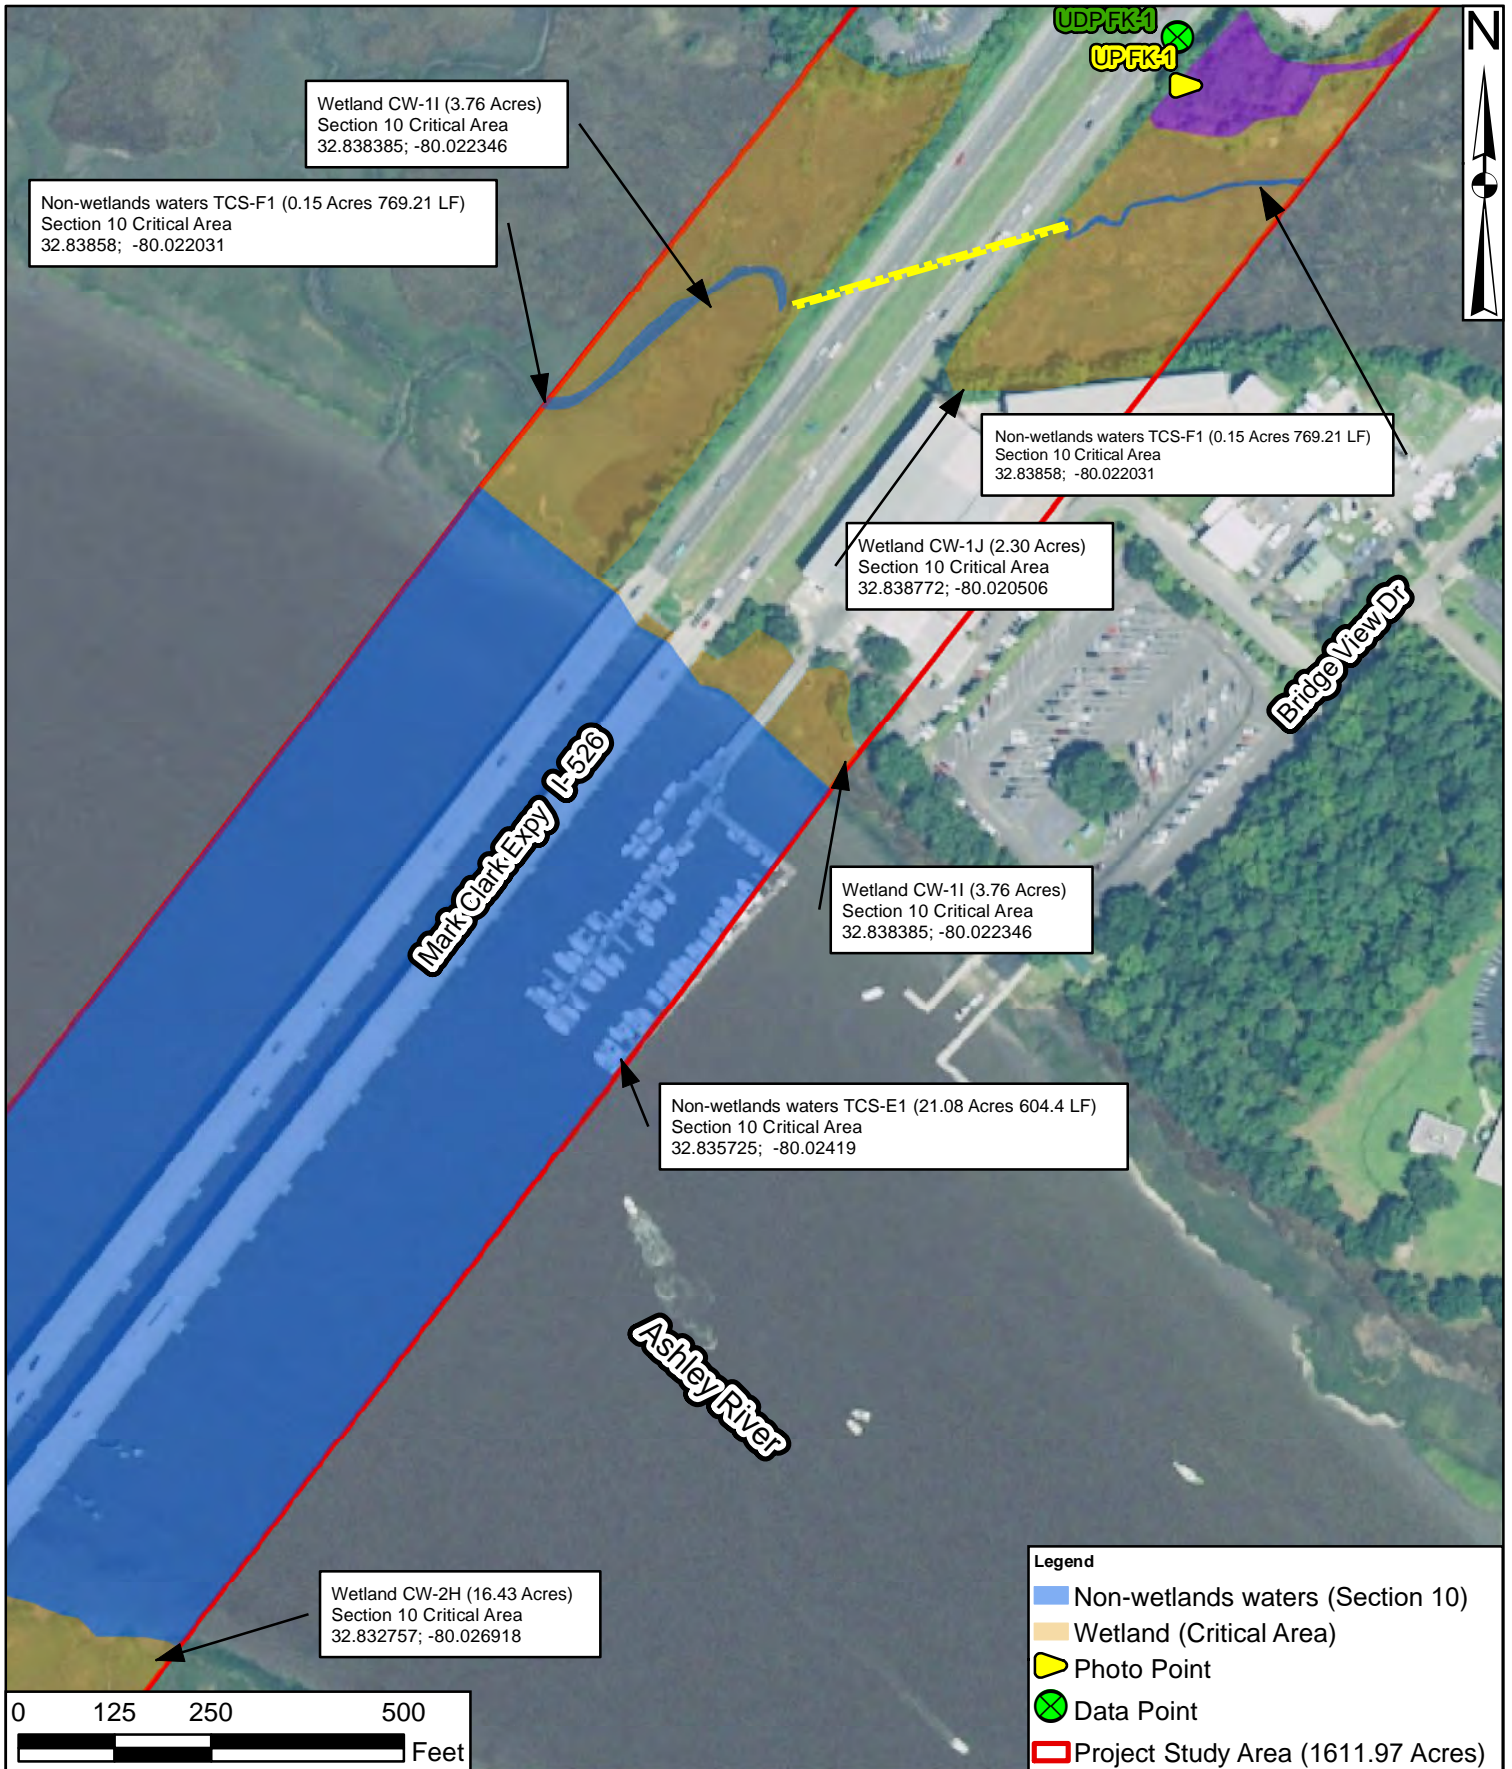 UDP FK-1
UP FK-1
N
Wetland CW-1I (3.76 Acres)
Section 10 Critical Area
32.838385; -80.022346
Non-wetlands waters TCS-F1 (0.15 Acres 769.21 LF)
Section 10 Critical Area
32.83858;  -80.022031
Non-wetlands waters TCS-F1 (0.15 Acres 769.21 LF)
Section 10 Critical Area
32.83858;  -80.022031
Wetland CW-1J (2.30 Acres)
Section 10 Critical Area
32.838772; -80.020506
Bridge View Dr
Mark Clark Expy I-526
Wetland CW-1I (3.76 Acres)
Section 10 Critical Area
32.838385; -80.022346
Non-wetlands waters TCS-E1 (21.08 Acres 604.4 LF)
Section 10 Critical Area
32.835725;  -80.02419
Ashley River
Wetland CW-2H (16.43 Acres)
Section 10 Critical Area
32.832757; -80.026918
0 125 250 500
Feet
Legend
Non-wetlands waters (Section 10)
Wetland (Critical Area)
Photo Point
Data Point
Project Study Area (1611.97 Acres)